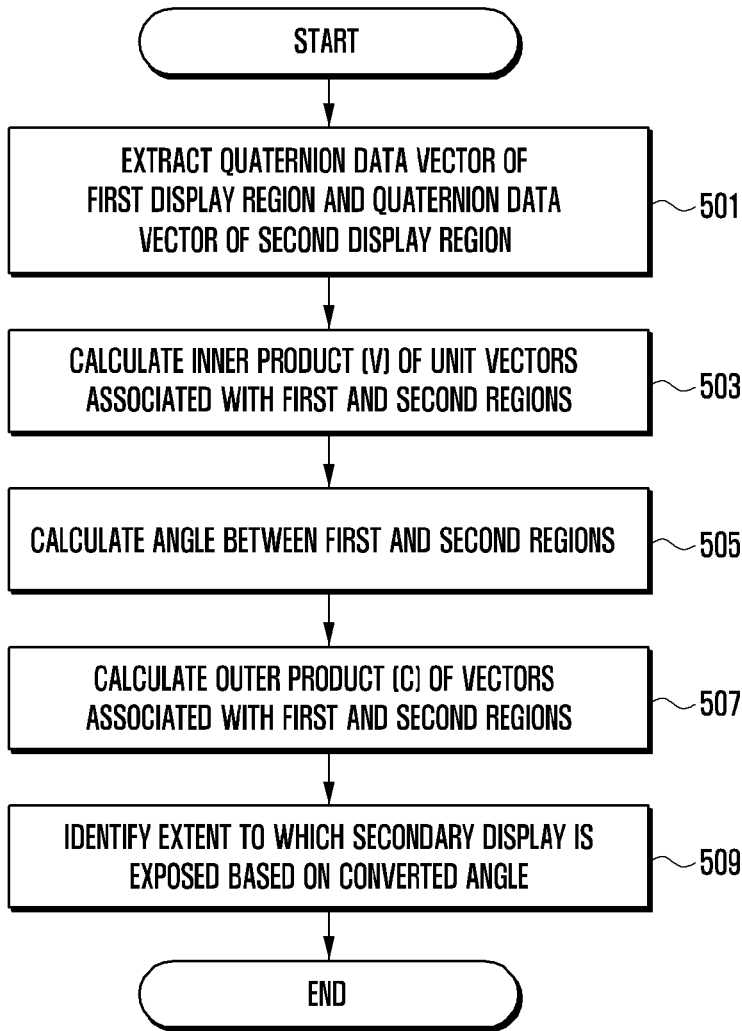 START
EXTRACT QUATERNION DATA VECTOR OF
FIRST DISPLAY REGION AND QUATERNION DATA
VECTOR OF SECOND DISPLAY REGION
501
CALCULATE INNER PRODUCT (V) OF UNIT VECTORS
ASSOCIATED WITH FIRST AND SECOND REGIONS
503
CALCULATE ANGLE BETWEEN FIRST AND SECOND REGIONS
505
CALCULATE OUTER PRODUCT (C) OF VECTORS
ASSOCIATED WITH FIRST AND SECOND REGIONS
507
IDENTIFY EXTENT TO WHICH SECONDARY DISPLAY IS
EXPOSED BASED ON CONVERTED ANGLE
509
END